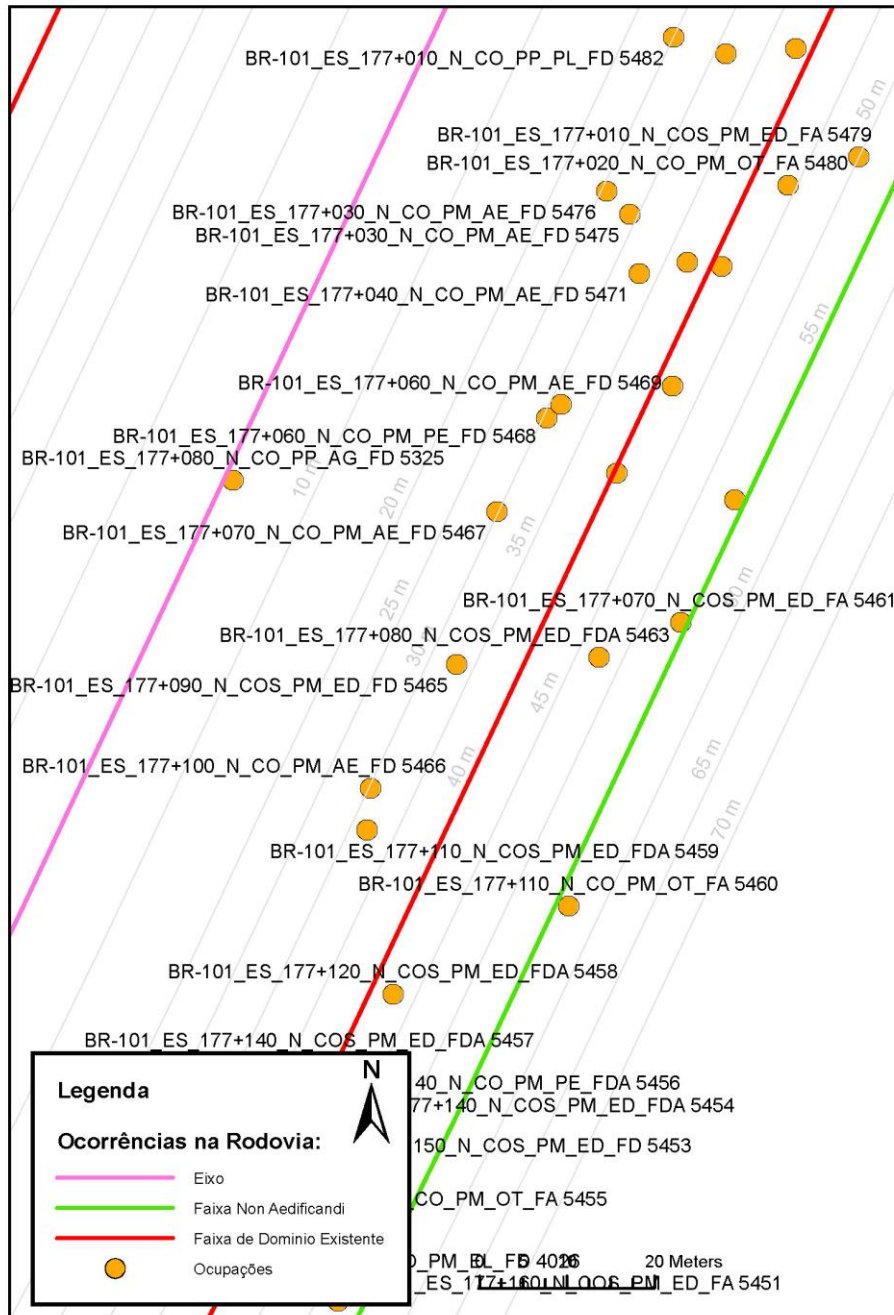 BR-101_ES_177+010_N_CO_PP_PL_FD 5482
50 m
BR-101_ES_177+010_N_COS_PM_ED_FA 5479
BR-101_ES_177+020_N_CO_PM_OT_FA 5480
BR-101_ES_177+030_N_CO_PM_AE_FD 5476
BR-101_ES_177+030_N_CO_PM_AE_FD 5475
BR-101_ES_177+040_N_CO_PM_AE_FD 5471
55 m
BR-101_ES_177+060_N_CO_PM_AE_FD 5469
BR-101_ES_177+060_N_CO_PM_PE_FD 5468
BR-101_ES_177+080_N_CO_PP_AG_FD 5325
10 m
20 m
BR-101_ES_177+070_N_CO_PM_AE_FD 5467
35 m
25 m
BR-101_ES_177+070_N_COS_PM_ED_FA 5461
BR-101_ES_177+080_N_COS_PM_ED_FDA 5463
BR-101_ES_177+090_N_COS_PM_ED_FD 5465
45 m
BR-101_ES_177+100_N_CO_PM_AE_FD 5466
40 m
65 m
70 m
BR-101_ES_177+110_N_COS_PM_ED_FDA 5459
BR-101_ES_177+110_N_CO_PM_OT_FA 5460
BR-101_ES_177+120_N_COS_PM_ED_FDA 5458
BR-101_ES_177+140_N_COS_PM_ED_FDA 5457
40_N_CO_PM_PE_FDA 5456
77+140_N_COS_PM_ED_FDA 5454
150_N_COS_PM_ED_FD 5453
CO_PM_OT_FA 5455
N
Legenda
Ocorrências na Rodovia:
Eixo
Faixa Non Aedificandi
Faixa de Dominio Existente
Ocupações
0 5 10 20 Meters